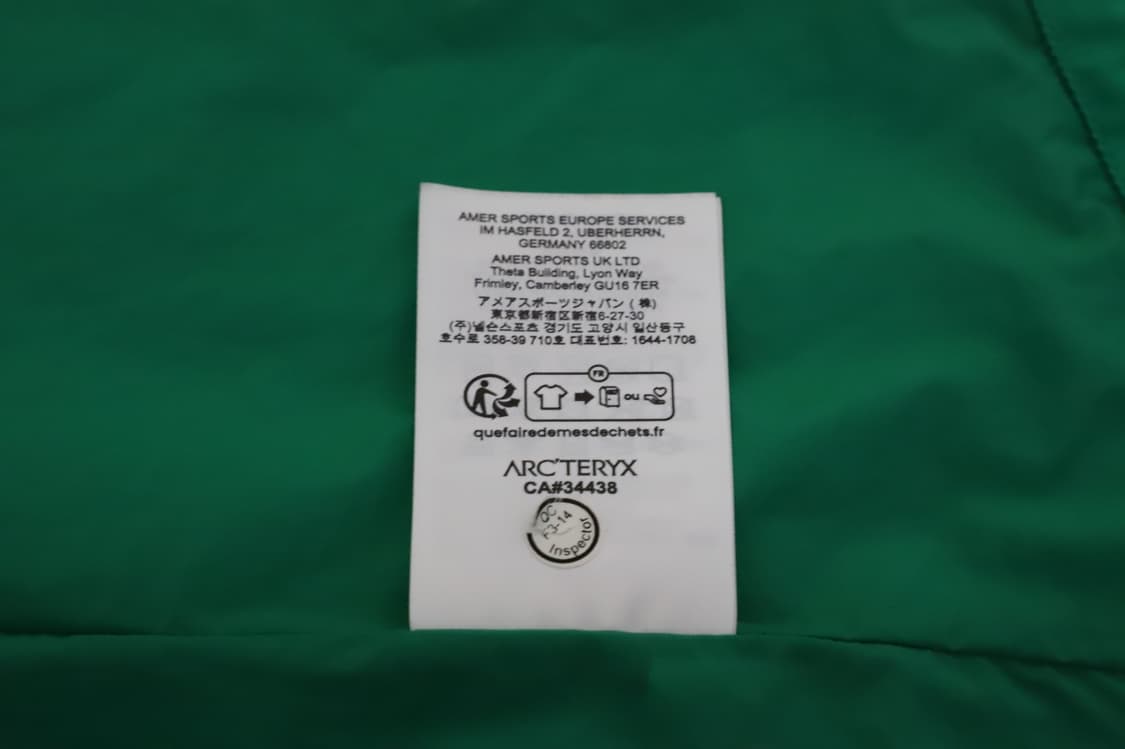 AMER SPORTS EUROPE SERVICES
IM HASFELD 2, UBERHERRN,
GERMANY 66802
AMER SPORTS UK LTD
Theta Building, Lyon Way
Frimley, Camberley GU16 7ER
アメアスポーツジャパン (株)
東京都新宿区新宿6-27-30
(주)넬슨스포츠 경기도 고양시 일산동구
호수로 358-39 710호 대표번호: 1644-1708
FR
OU
quefairedemesdechets.fr
ARC'TERYX
CA#34438
QC
F3-14
Inspector